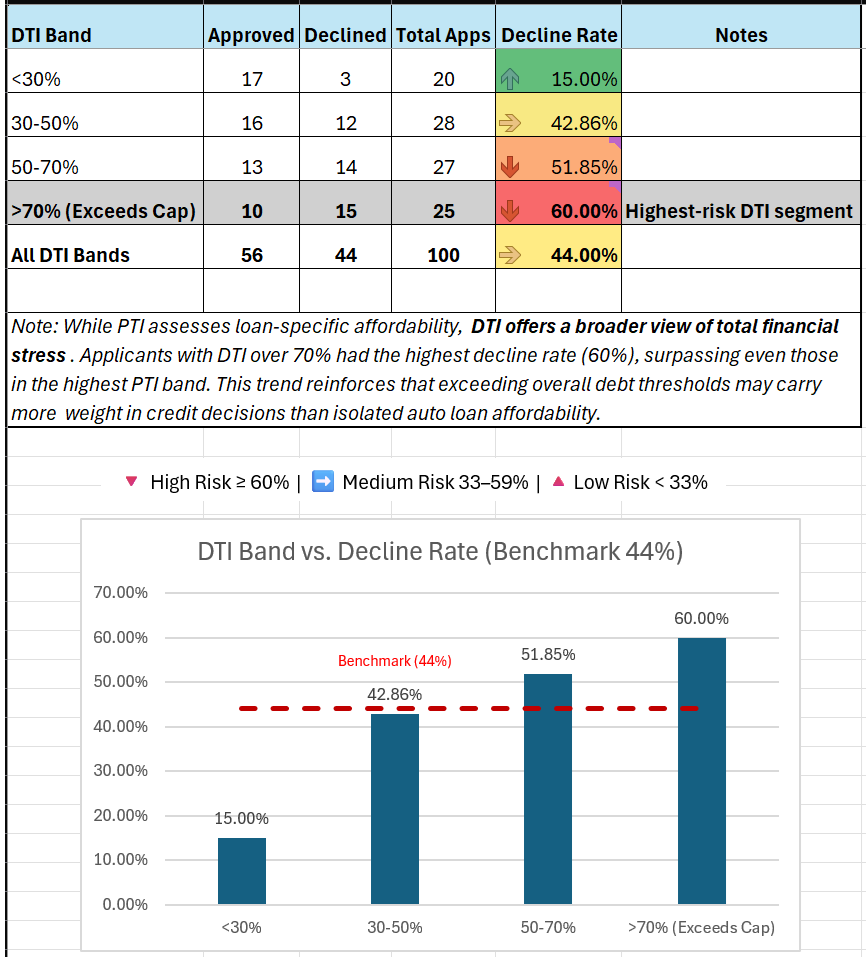 DTI Band Approved Declined Total Apps Decline Rate Notes
<30% 17 3 20 15.00%
30-50% 16 12 28 42.86%
50-70% 13 14 27 51.85%
>70% (Exceeds Cap) 10 15 25 60.00% Highest-risk DTI segment
All DTI Bands 56 44 100 44.00%
Note: While PTI assesses loan-specific affordability, DTI offers a broader view of total financial
stress . Applicants with DTI over 70% had the highest decline rate (60%), surpassing even those
in the highest PTI band. This trend reinforces that exceeding overall debt thresholds may carry
more weight in credit decisions than isolated auto loan affordability.
▼ High Risk ≥ 60% | ➡️ Medium Risk 33–59% | ▲ Low Risk < 33%
DTI Band vs. Decline Rate (Benchmark 44%)
70.00%
60.00%
50.00%
40.00%
30.00%
20.00%
10.00%
0.00%
Benchmark (44%)
15.00%
42.86%
51.85%
60.00%
<30% 30-50% 50-70% >70% (Exceeds Cap)